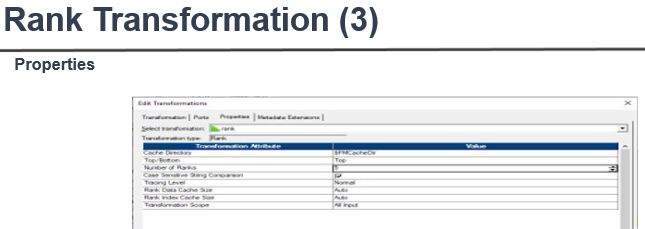 Rank Transformation (3)
Properties
Edit Transformations
Transformation Ports Properties Metadata Extensions
Select transformation: rank
Transformation type: Rank
Transformation Attribute Value
Cache Directory $PMCacheDir
Top/Bottom Top
Number of Ranks 5
Case Sensitive String Comparison
Tracing Level Normal
Rank Data Cache Size Auto
Rank Index Cache Size Auto
Transformation Scope All Input